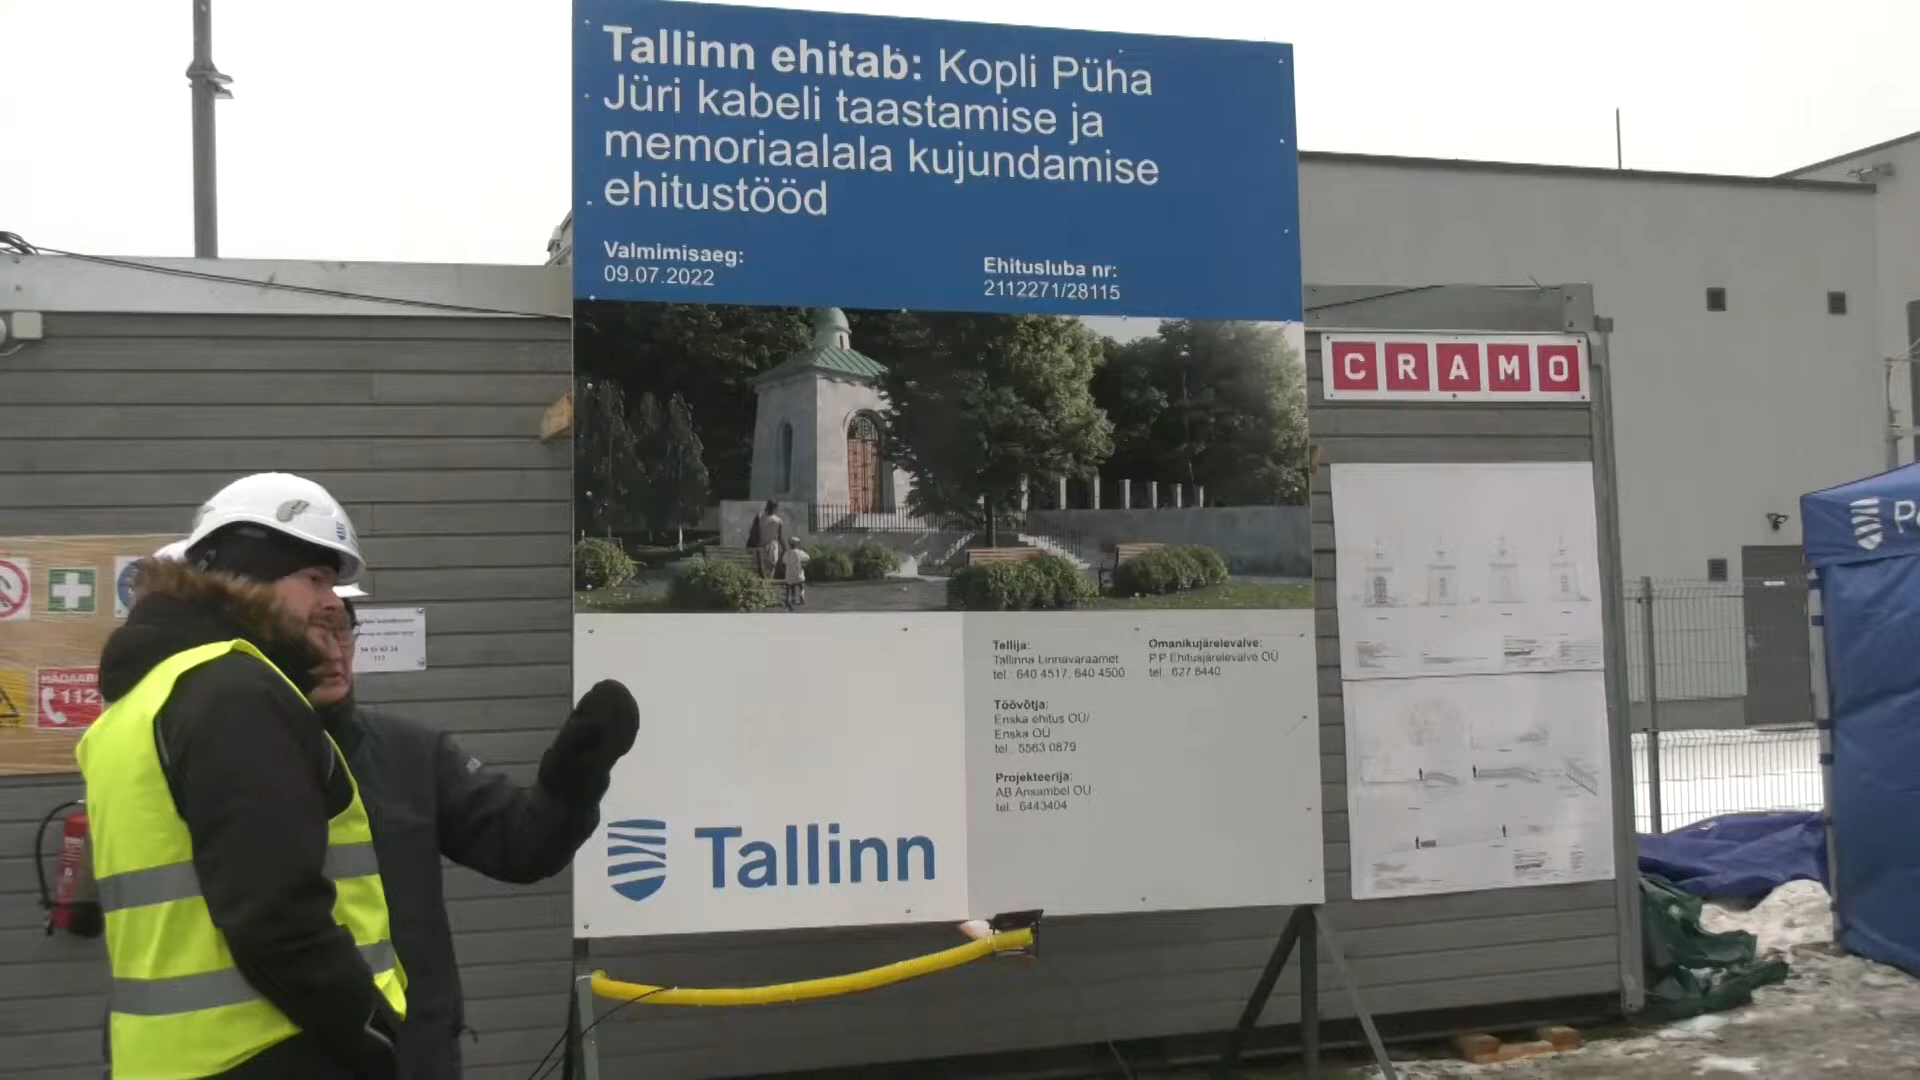 Tallinn ehitab: Kopli Püha
Jüri kabeli taastamise ja
memoriaalala kujundamise
ehitustööd
Valmimisaeg:
09.07.2022
Ehitusluba nr:
2112271/28115
CRAMO
Tellija:
Tallinna Linnavaraamet
tel.: 640 4517, 640 4500
Omanikujärelevalve:
P.P. Ehitusjärelevalve OÜ
tel. 627 6440
Töövõtja:
Enska ehitus OÜ/
Enska OÜ
tel.: 5563 0879
Projekteerija:
AB Ansambel OÜ
tel.: 6443404
Tallinn
112